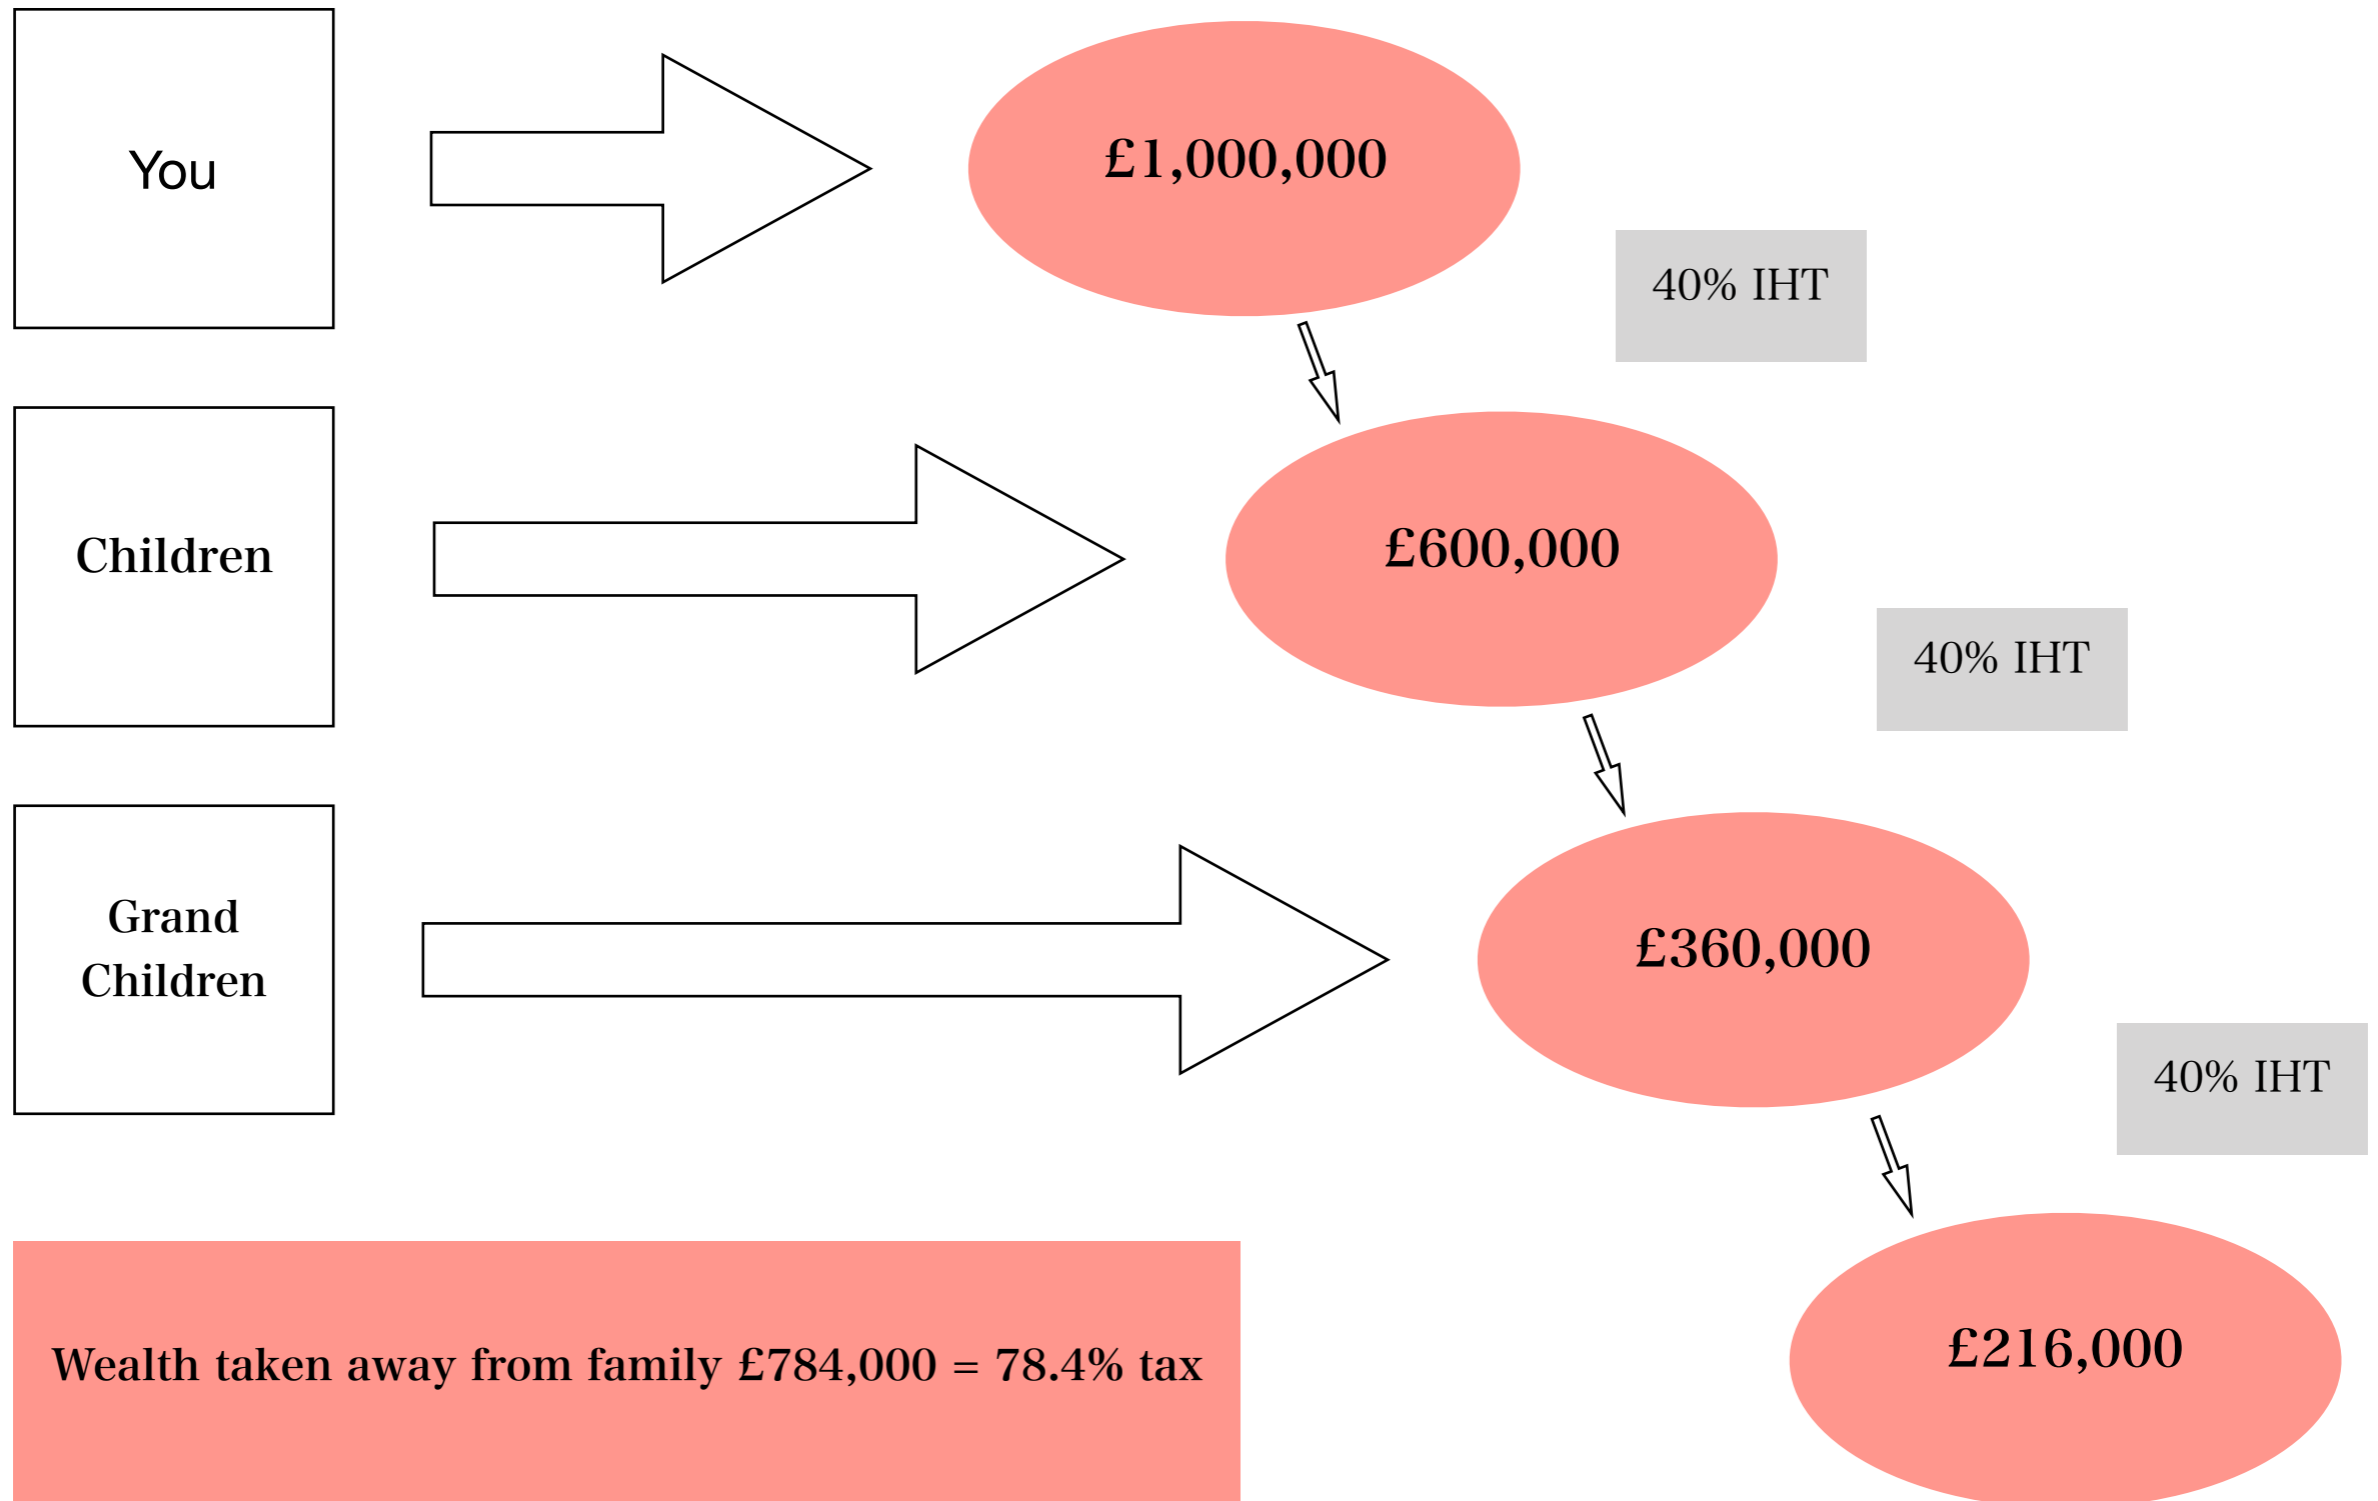 You
£1,000,000
40% IHT
Children
£600,000
40% IHT
Grand
Children
£360,000
40% IHT
£216,000
Wealth taken away from family £784,000 = 78.4% tax